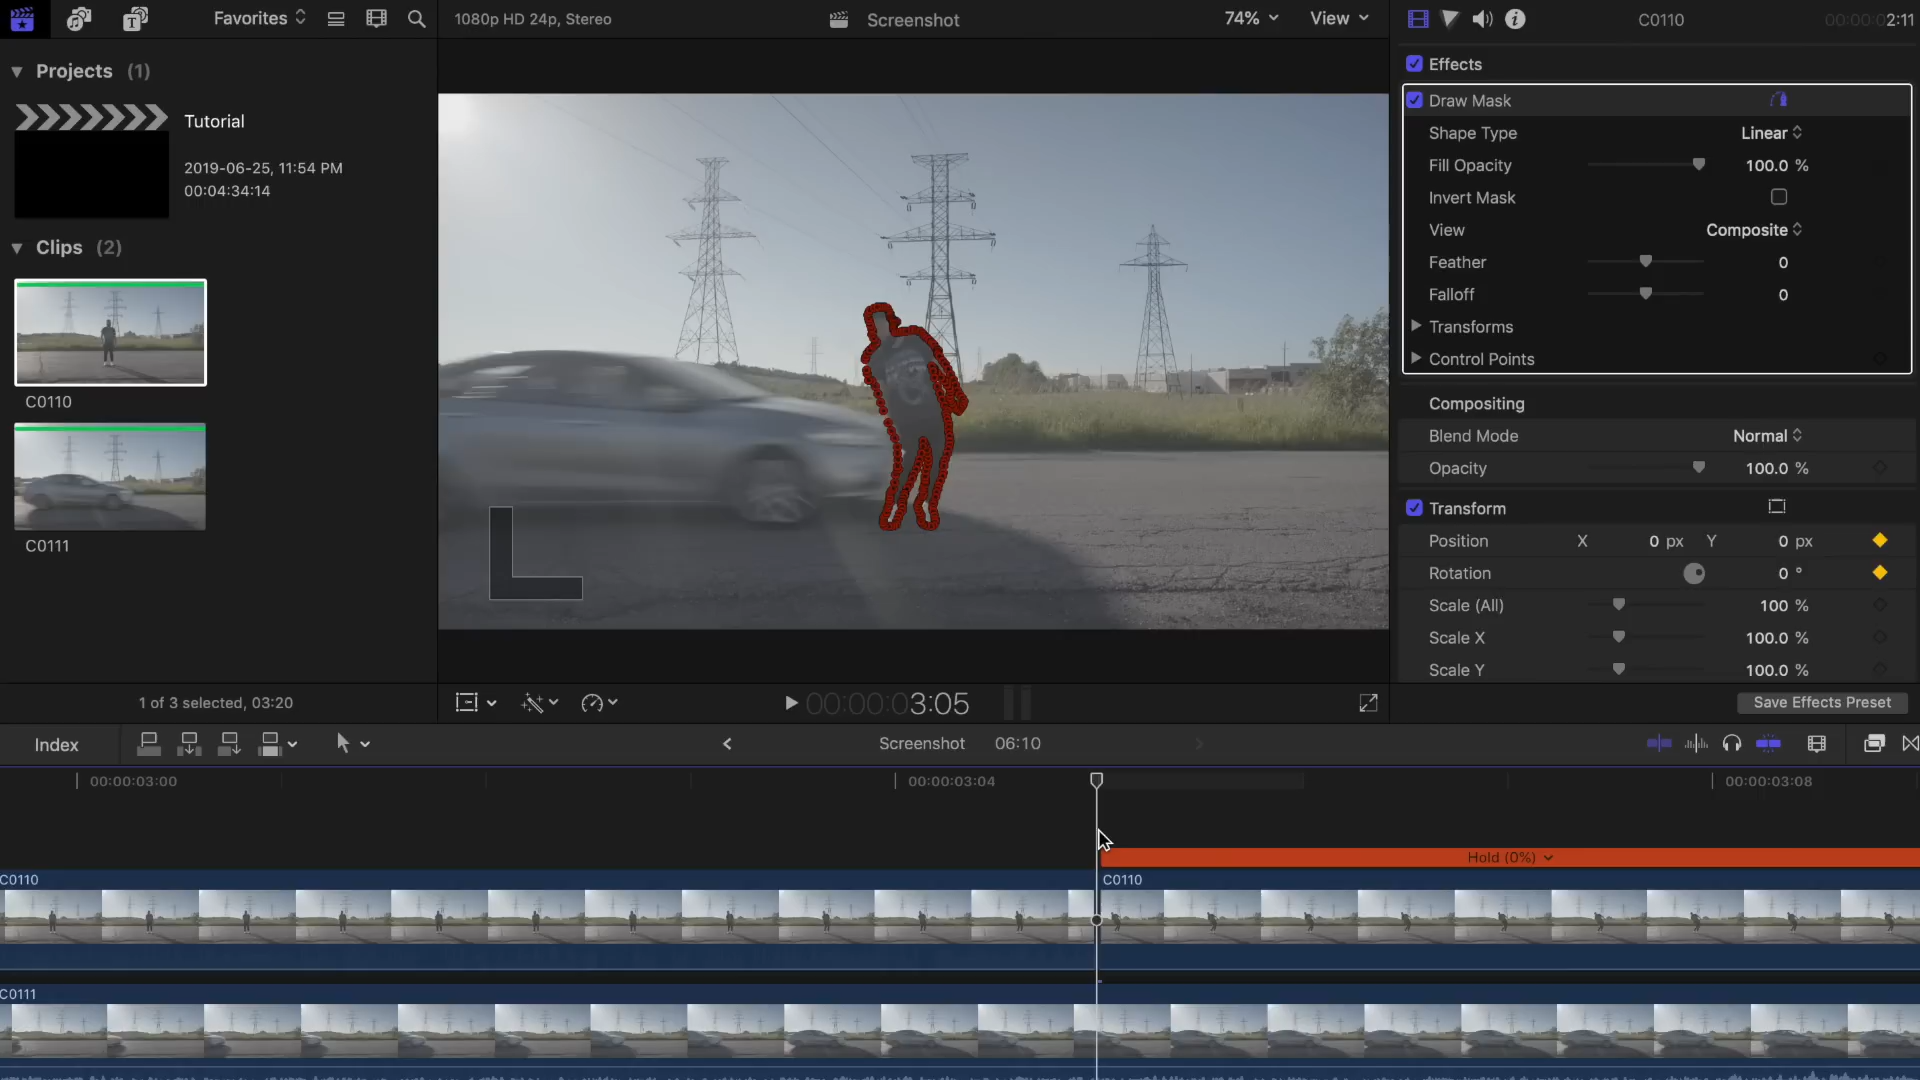 Favorites
1080p HD 24p, Stereo
Screenshot
74%
View
C0110
00:00:02:11
Projects (1)
Tutorial
2019-06-25, 11:54 PM
00:04:34:14
Clips (2)
C0110
C0111
Effects
Draw Mask
Shape Type Linear
Fill Opacity 100.0 %
Invert Mask
View Composite
Feather 0
Falloff 0
Transforms
Control Points
Compositing
Blend Mode Normal
Opacity 100.0 %
Transform
Position X 0 px Y 0 px
Rotation 0 °
Scale (All) 100 %
Scale X 100.0 %
Scale Y 100.0 %
1 of 3 selected, 03:20
00:00:03:05
Save Effects Preset
Index
Screenshot 06:10
00:00:03:00
00:00:03:04
00:00:03:08
Hold (0%)
C0110
C0110
C0111